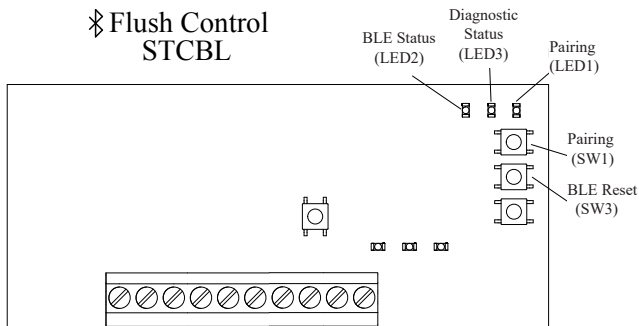 Flush Control
STCBL
BLE Status
(LED2)
Diagnostic
Status
(LED3)
Pairing
(LED1)
Pairing
(SW1)
BLE Reset
(SW3)